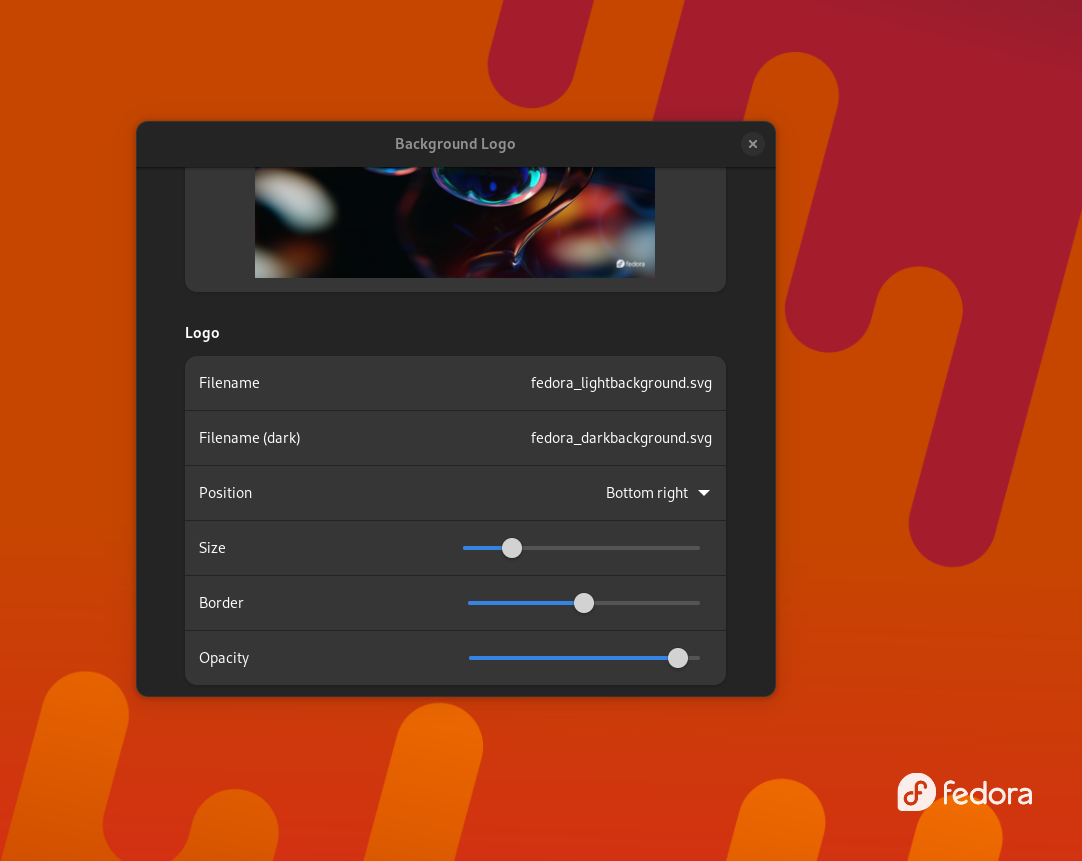 Background Logo
fedora
Logo
Filename fedora_lightbackground.svg
Filename (dark) fedora_darkbackground.svg
Position Bottom right
Size
Border
Opacity
fedora